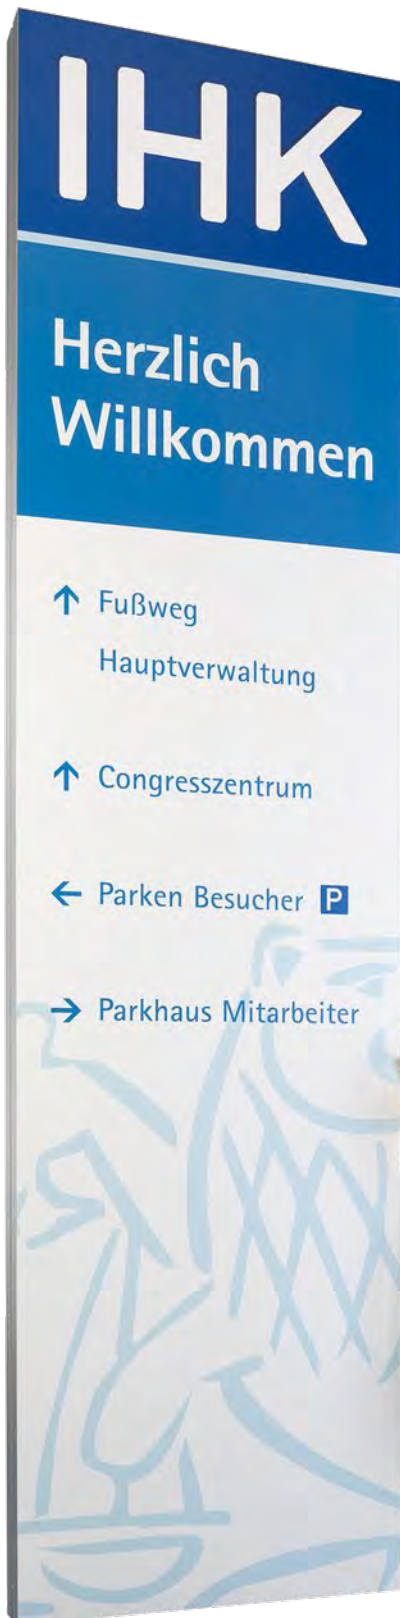 IHK
Herzlich
Willkommen
↑ Fußweg
Hauptverwaltung
↑ Congresszentrum
← Parken Besucher P
→ Parkhaus Mitarbeiter